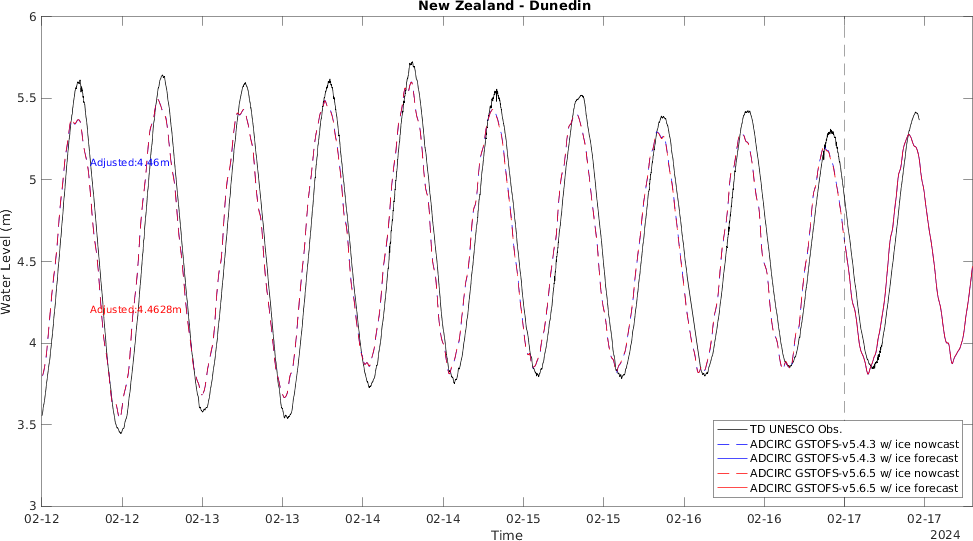 New Zealand - Dunedin
6
5.5
5
4.5
4
3.5
3
Water Level (m)
Adjusted:4.46m
Adjusted:4.4628m
TD UNESCO Obs.
ADCIRC GSTOFS-v5.4.3 w/ ice nowcast
ADCIRC GSTOFS-v5.4.3 w/ ice forecast
ADCIRC GSTOFS-v5.6.5 w/ ice nowcast
ADCIRC GSTOFS-v5.6.5 w/ ice forecast
02-12 02-12 02-13 02-13 02-14 02-14 02-15 02-15 02-16 02-16 02-17 02-17
Time
2024